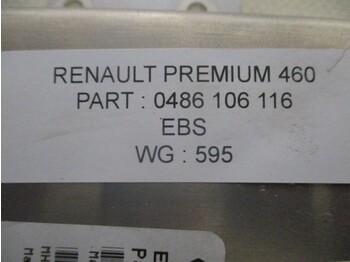 RENAULT PREMIUM 460
PART : 0486 106 116
EBS
WG : 595